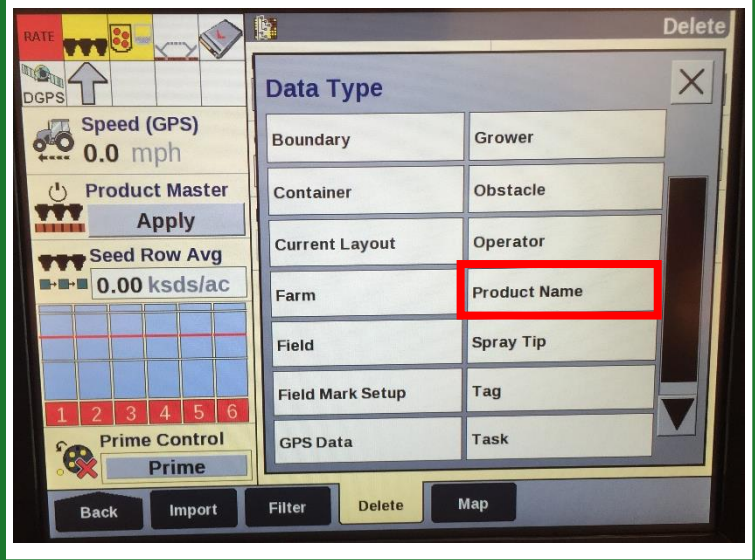 RATE
Delete
DGPS
Data Type
Speed (GPS)
0.0 mph
Product Master
Apply
Seed Row Avg
0.00 ksds/ac
1 2 3 4 5 6
Prime Control
Prime
Boundary
Grower
Container
Obstacle
Current Layout
Operator
Farm
Product Name
Field
Spray Tip
Field Mark Setup
Tag
GPS Data
Task
Back
Import
Filter
Delete
Map